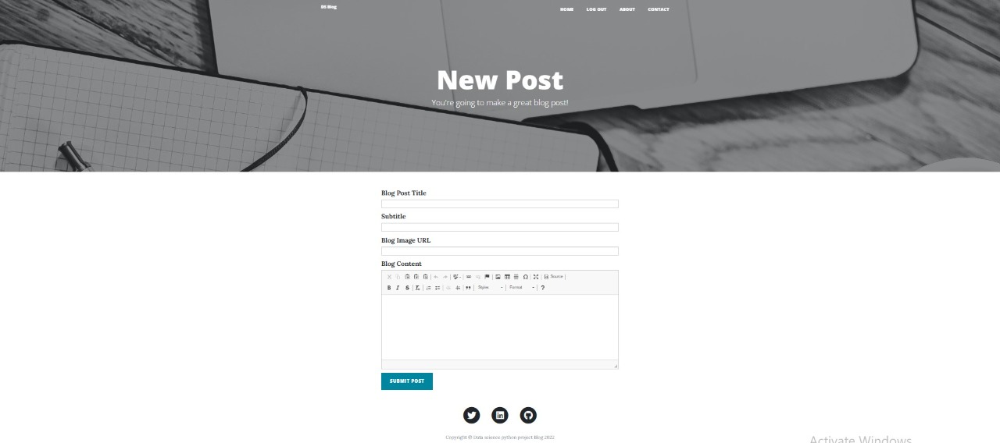 DS Blog
HOME LOG OUT ABOUT CONTACT
New Post
You're going to make a great blog post!
Blog Post Title
Subtitle
Blog Image URL
Blog Content
Source
B I S Styles Format ?
SUBMIT POST
Copyright © Data science python project Blog 2022
Activate Windows